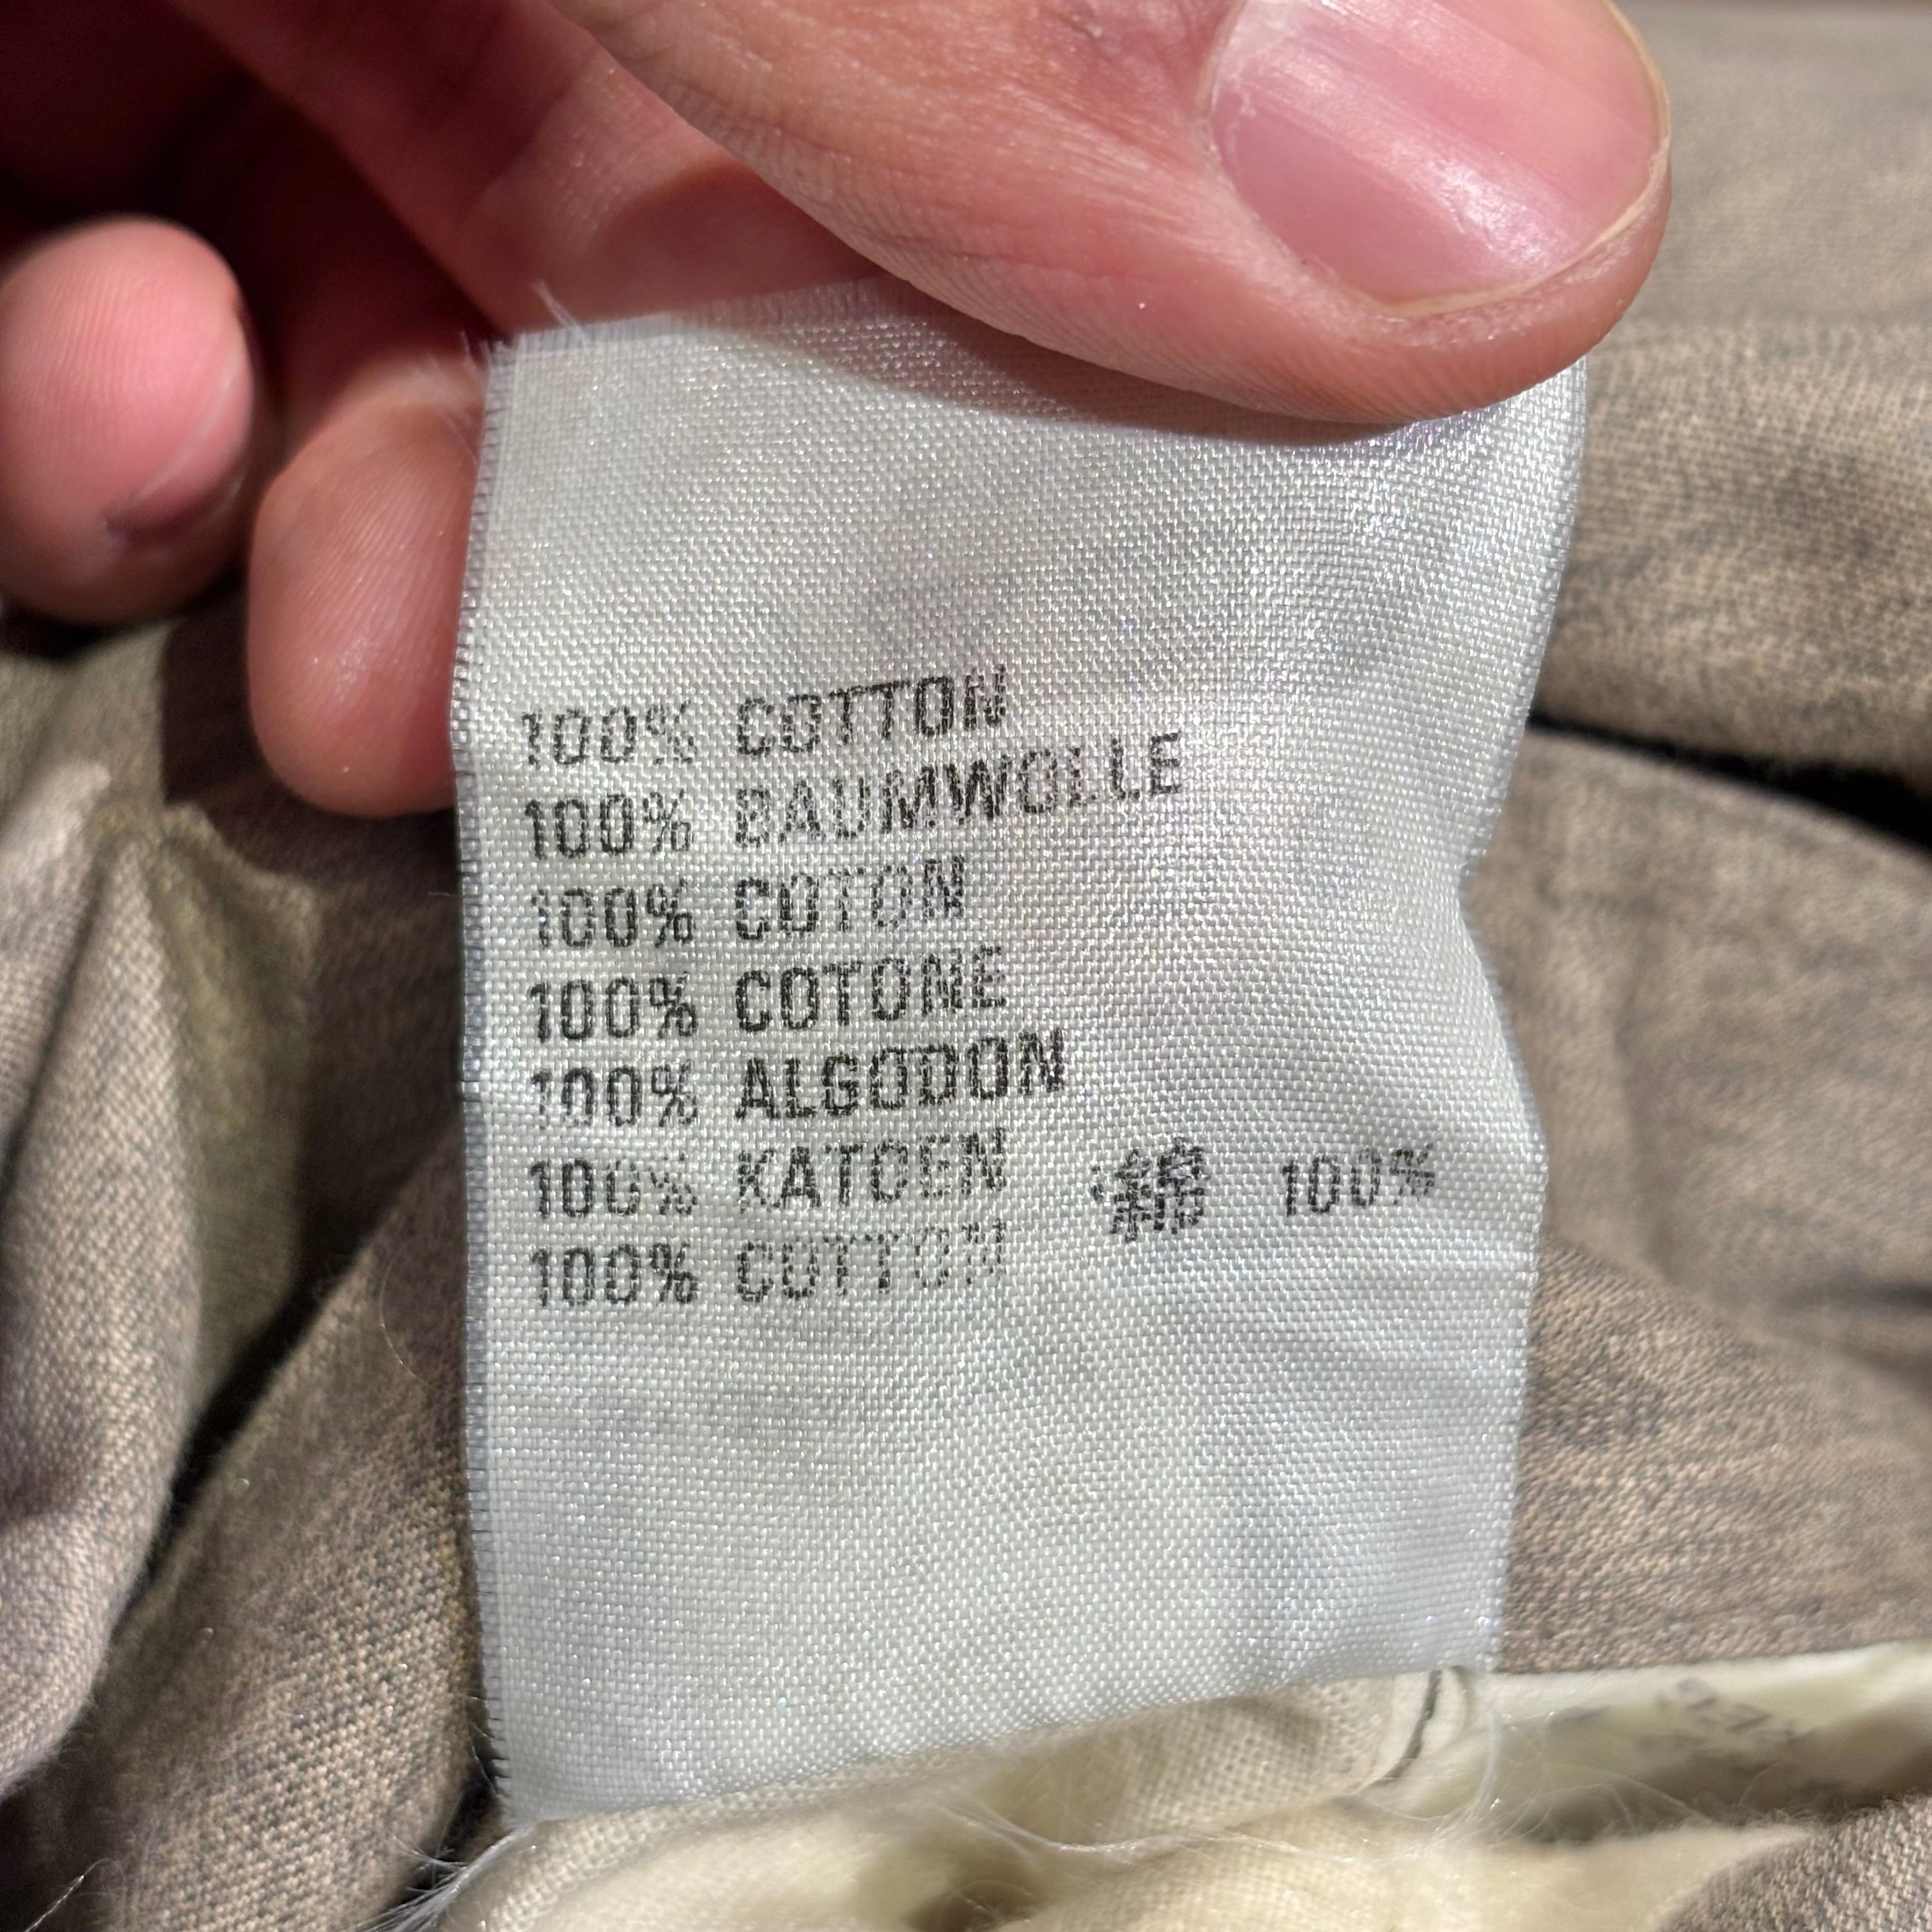 100% COTTON
100% BAUMWOLLE
100% COTON
100% COTONE
100% ALGODON
100% KATOEN 綿 100%
100% COTTON